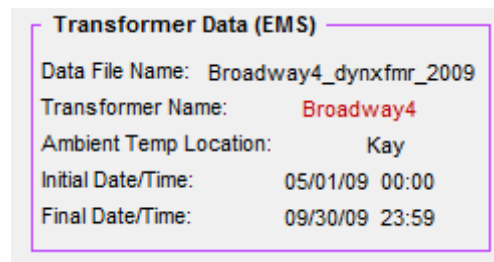 Transformer Data (EMS)
Data File Name: Broadway4_dynxfmr_2009
Transformer Name: Broadway4
Ambient Temp Location: Kay
Initial Date/Time: 05/01/09 00:00
Final Date/Time: 09/30/09 23:59